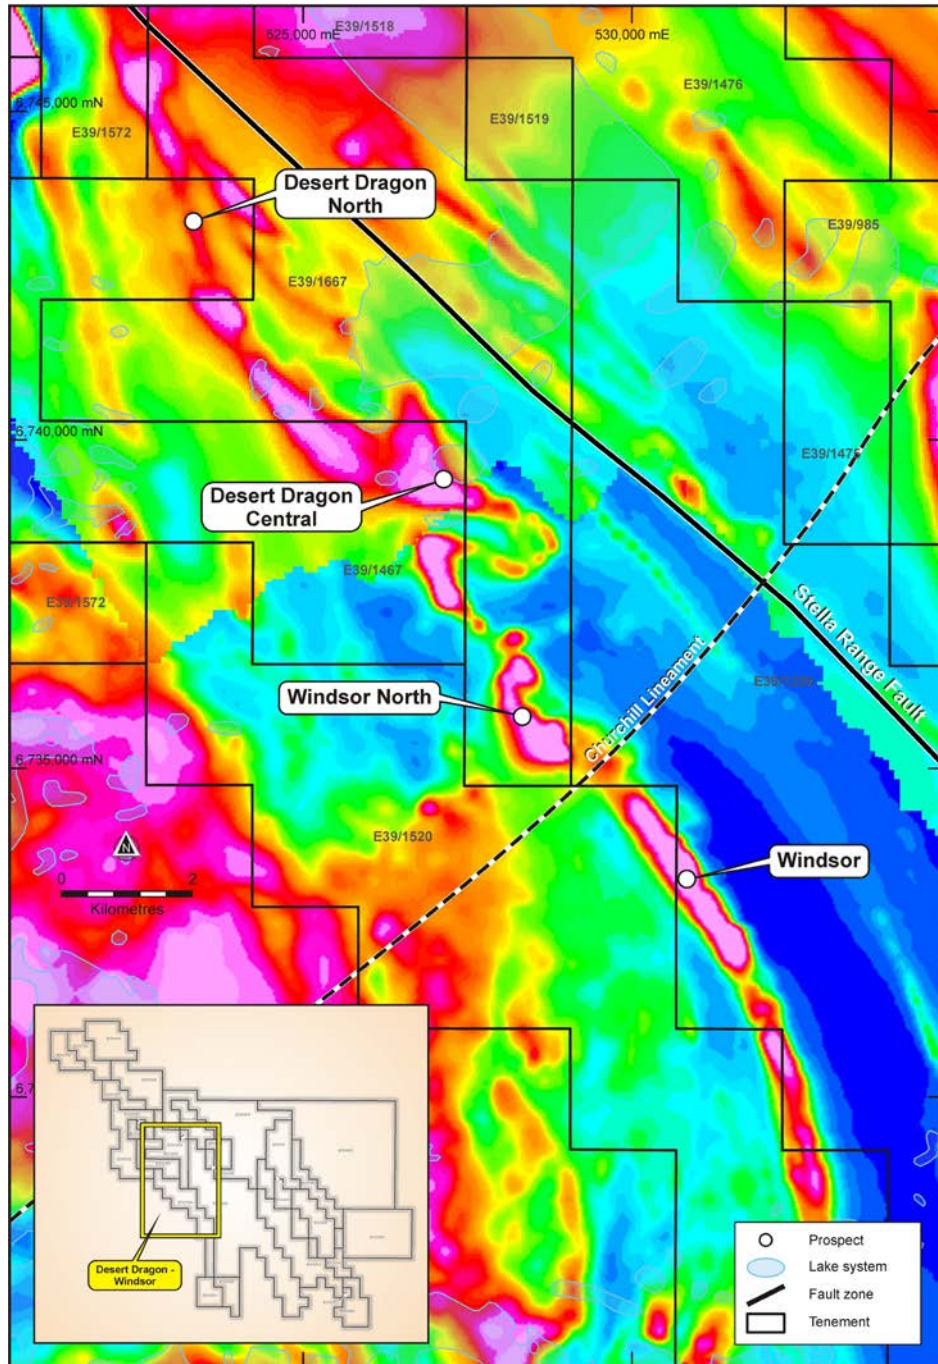 E39/1518
525,000 mE
530,000 mE
E39/1476
6,745,000 mN
E39/1572
E39/1519
Desert Dragon
North
E39/985
E39/1667
6,740,000 mN
Desert Dragon
Central
E39/1467
E39/1572
Stella Range Fault
Churchill Lineament
Windsor North
6,735,000 mN
E39/1520
N
Windsor
0 2
Kilometres
Desert Dragon -
Windsor
Prospect
Lake system
Fault zone
Tenement